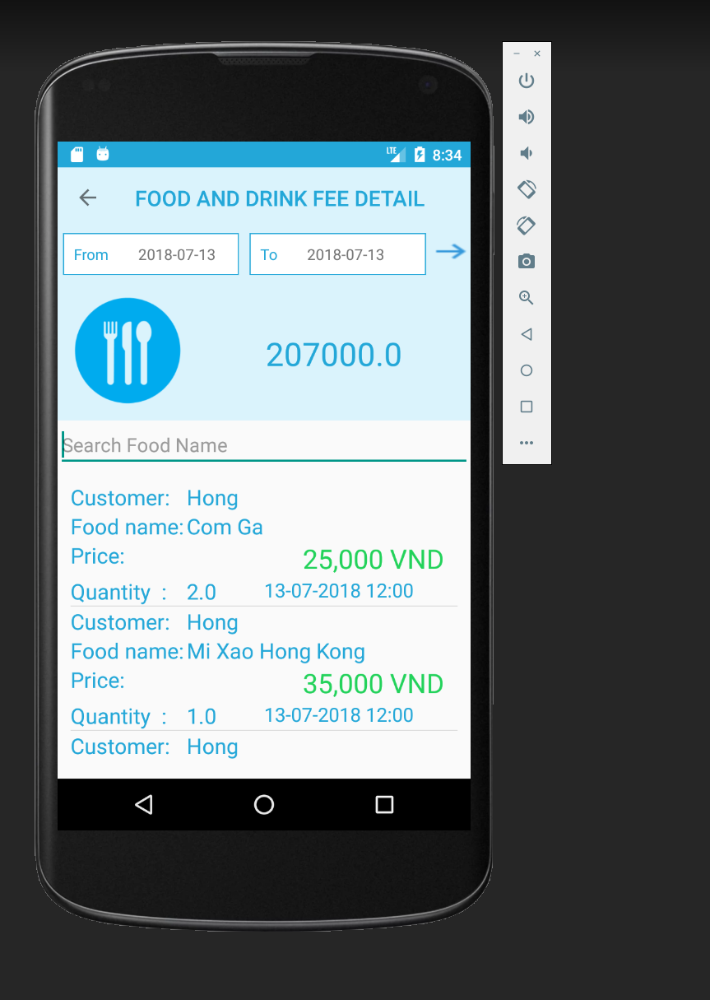 LTE 8:34
FOOD AND DRINK FEE DETAIL
From 2018-07-13 To 2018-07-13
207000.0
Search Food Name
Customer: Hong
Food name: Com Ga
Price: 25,000 VND
Quantity : 2.0 13-07-2018 12:00
Customer: Hong
Food name: Mi Xao Hong Kong
Price: 35,000 VND
Quantity : 1.0 13-07-2018 12:00
Customer: Hong